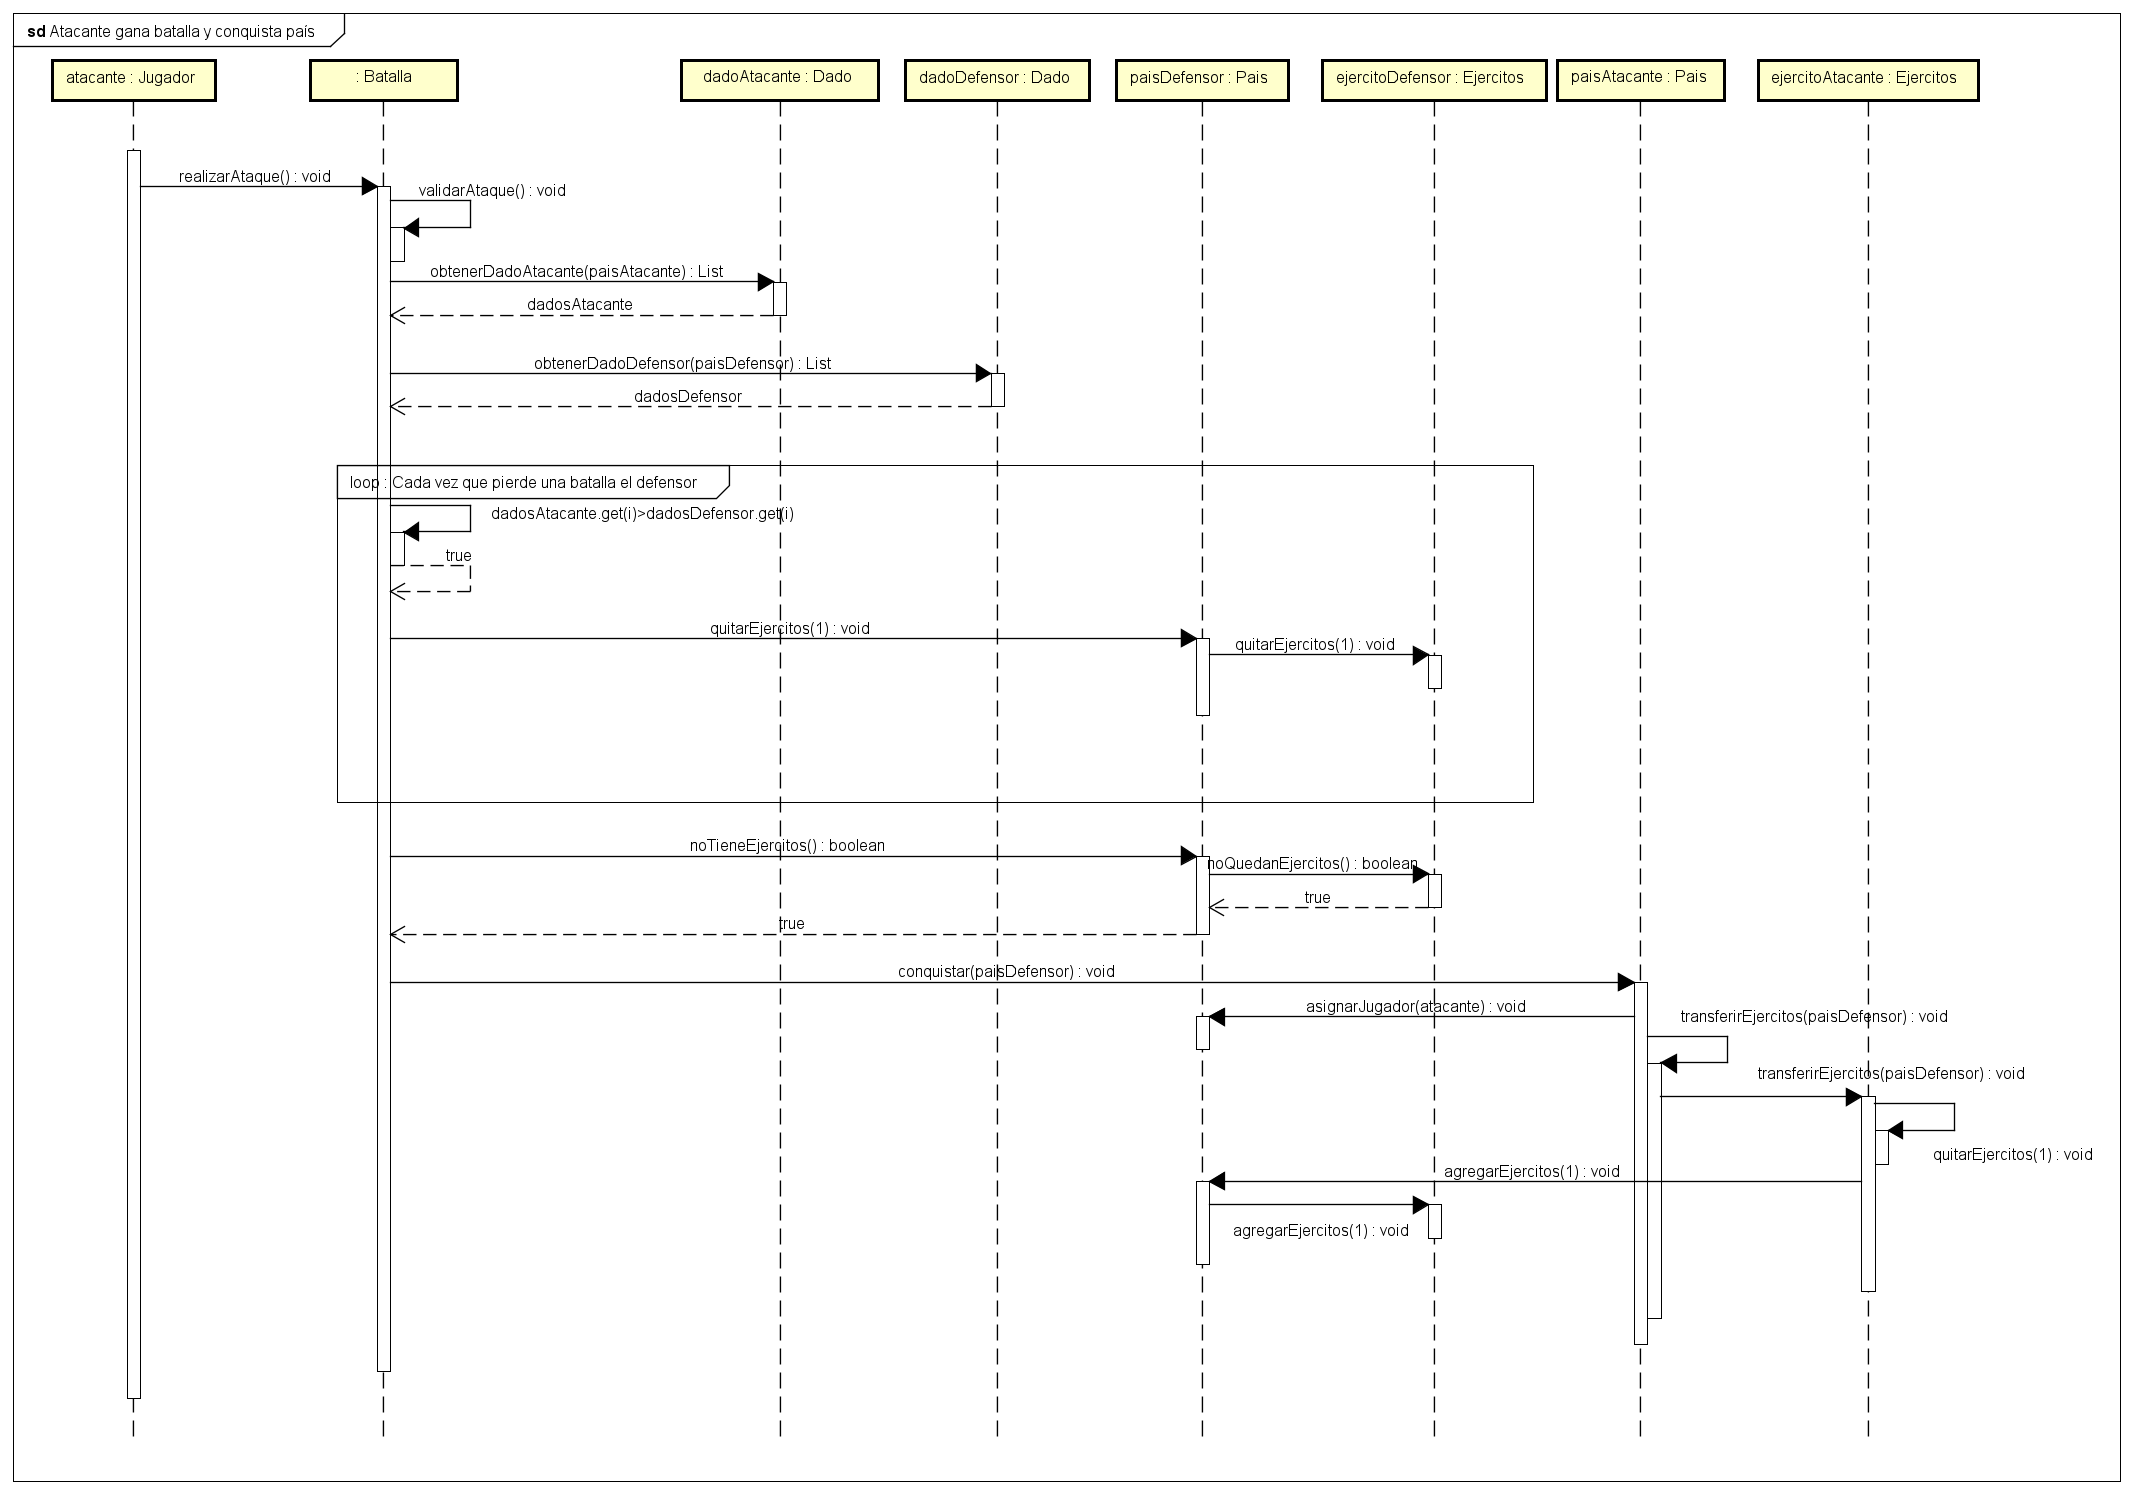 sd Atacante gana batalla y conquista país
atacante : Jugador
: Batalla
dadoAtacante : Dado
dadoDefensor : Dado
paisDefensor : Pais
ejercitoDefensor : Ejercitos
paisAtacante : Pais
ejercitoAtacante : Ejercitos
realizarAtaque() : void
validarAtaque() : void
obtenerDadoAtacante(paisAtacante) : List
dadosAtacante
obtenerDadoDefensor(paisDefensor) : List
dadosDefensor
loop : Cada vez que pierde una batalla el defensor
dadosAtacante.get(i)>dadosDefensor.get(i)
true
quitarEjercitos(1) : void
quitarEjercitos(1) : void
noTieneEjercitos() : boolean
noQuedanEjercitos() : boolean
true
true
conquistar(paisDefensor) : void
asignarJugador(atacante) : void
transferirEjercitos(paisDefensor) : void
transferirEjercitos(paisDefensor) : void
quitarEjercitos(1) : void
agregarEjercitos(1) : void
agregarEjercitos(1) : void